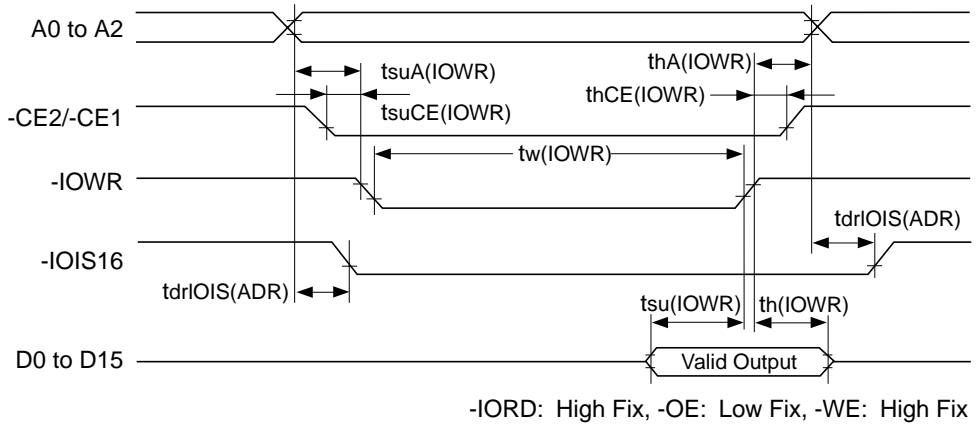 A0 to A2
tsuA(IOWR)
thA(IOWR)
-CE2/-CE1
tsuCE(IOWR)
thCE(IOWR)
tw(IOWR)
-IOWR
tdrIOIS(ADR)
-IOIS16
tdrIOIS(ADR)
tsu(IOWR)
th(IOWR)
D0 to D15
Valid Output
-IORD: High Fix, -OE: Low Fix, -WE: High Fix